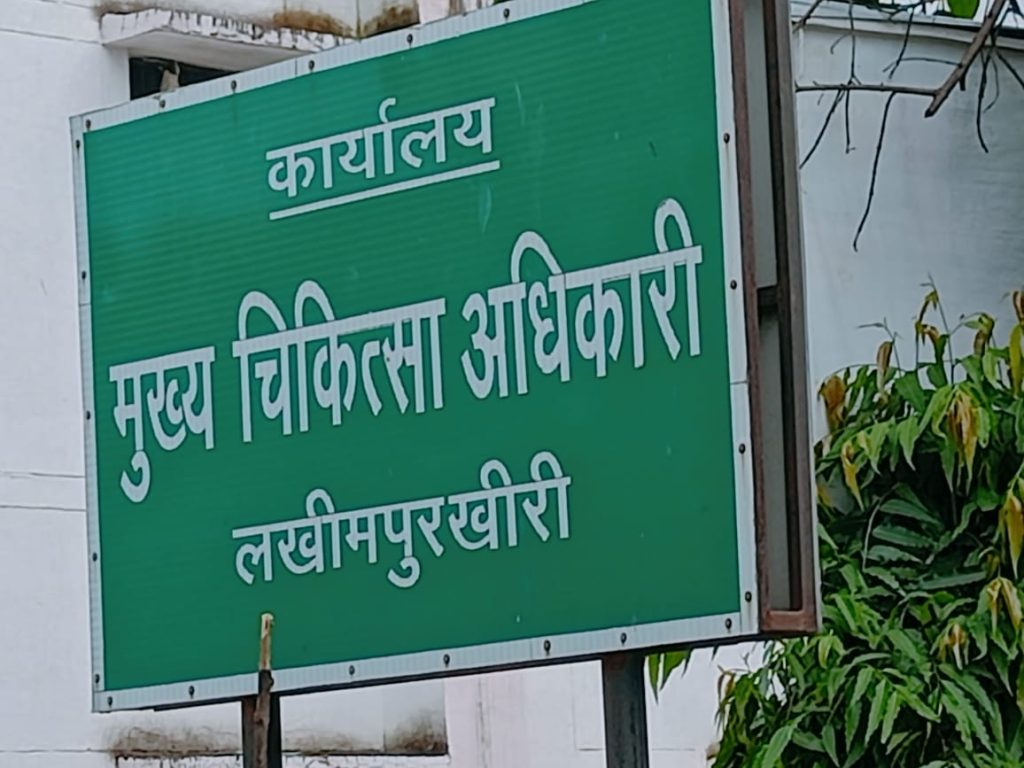 कार्यालय
मुख्य चिकित्सा अधिकारी
लखीमपुरखीरी